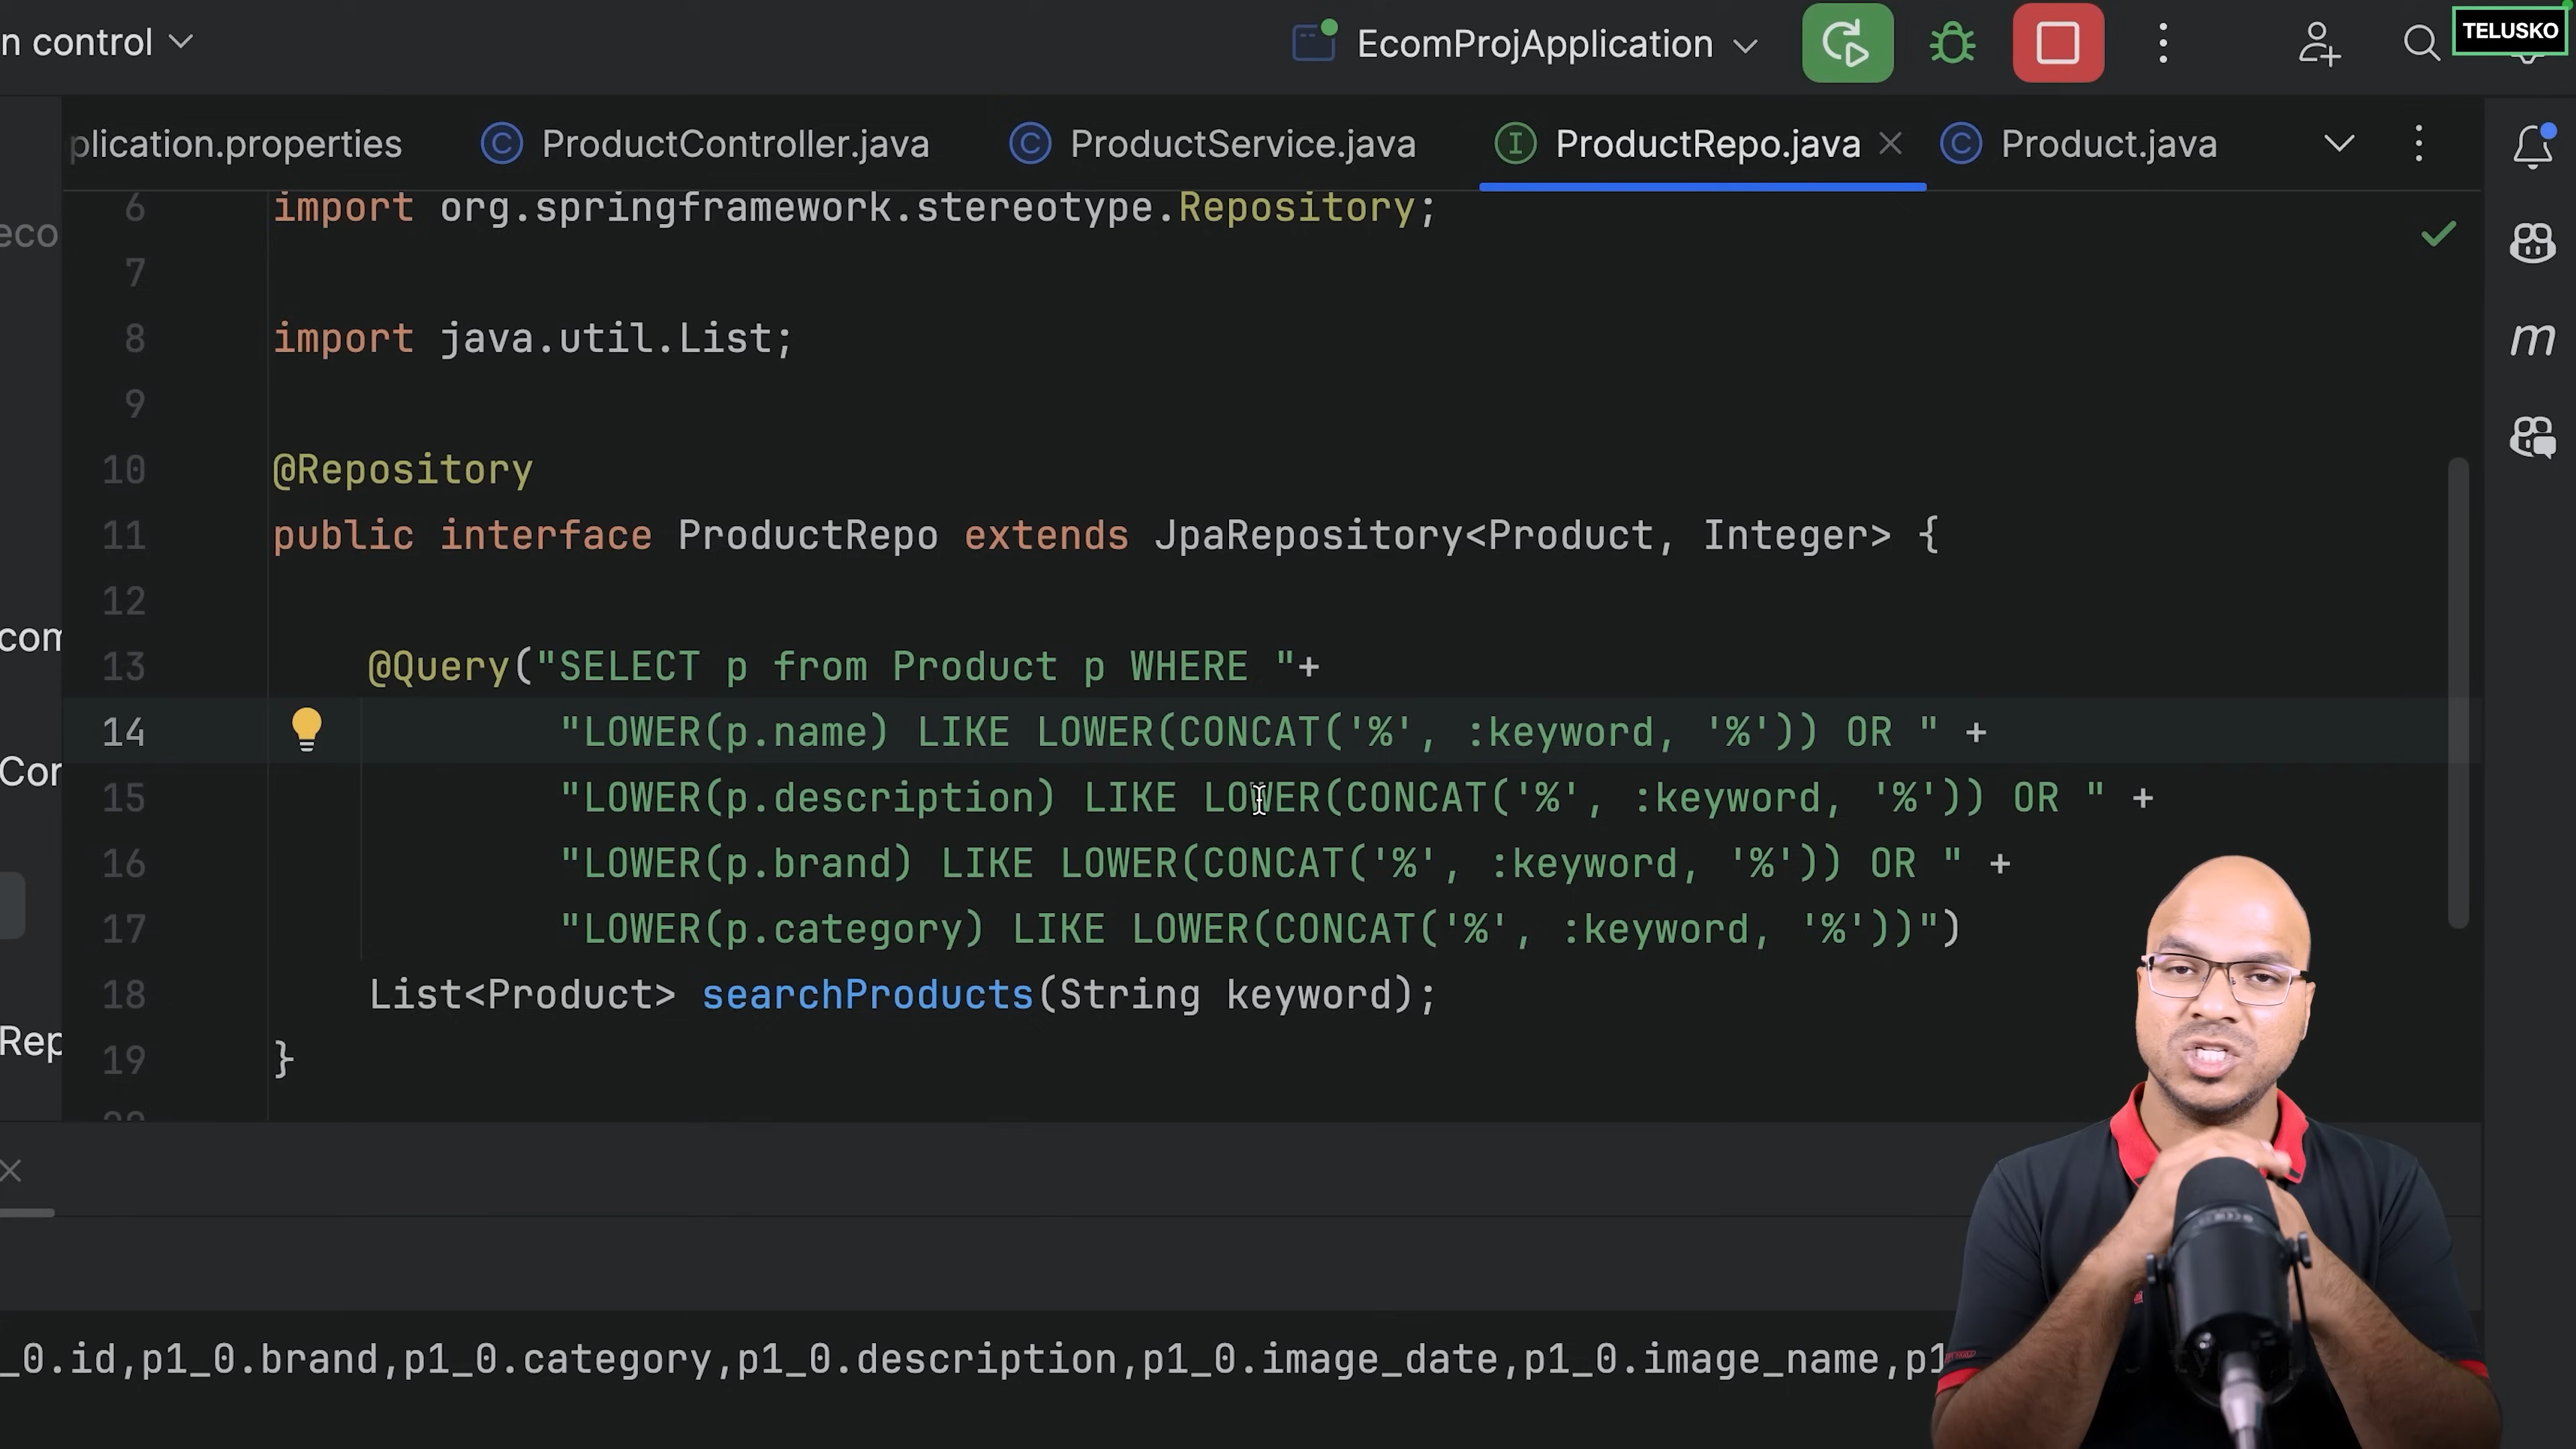 n control
EcomProjApplication
TELUSKO
plication.properties
ProductController.java
ProductService.java
ProductRepo.java
Product.java
6 import org.springframework.stereotype.Repository;
7
8 import java.util.List;
9
10 @Repository
11 public interface ProductRepo extends JpaRepository<Product, Integer> {
12
13 @Query("SELECT p from Product p WHERE "+
14 "LOWER(p.name) LIKE LOWER(CONCAT('%', :keyword, '%')) OR " +
15 "LOWER(p.description) LIKE LOWER(CONCAT('%', :keyword, '%')) OR " +
16 "LOWER(p.brand) LIKE LOWER(CONCAT('%', :keyword, '%')) OR " +
17 "LOWER(p.category) LIKE LOWER(CONCAT('%', :keyword, '%'))")
18 List<Product> searchProducts(String keyword);
19 }
eco
com
Con
Rep
m
_0.id,p1_0.brand,p1_0.category,p1_0.description,p1_0.image_date,p1_0.image_name,p1